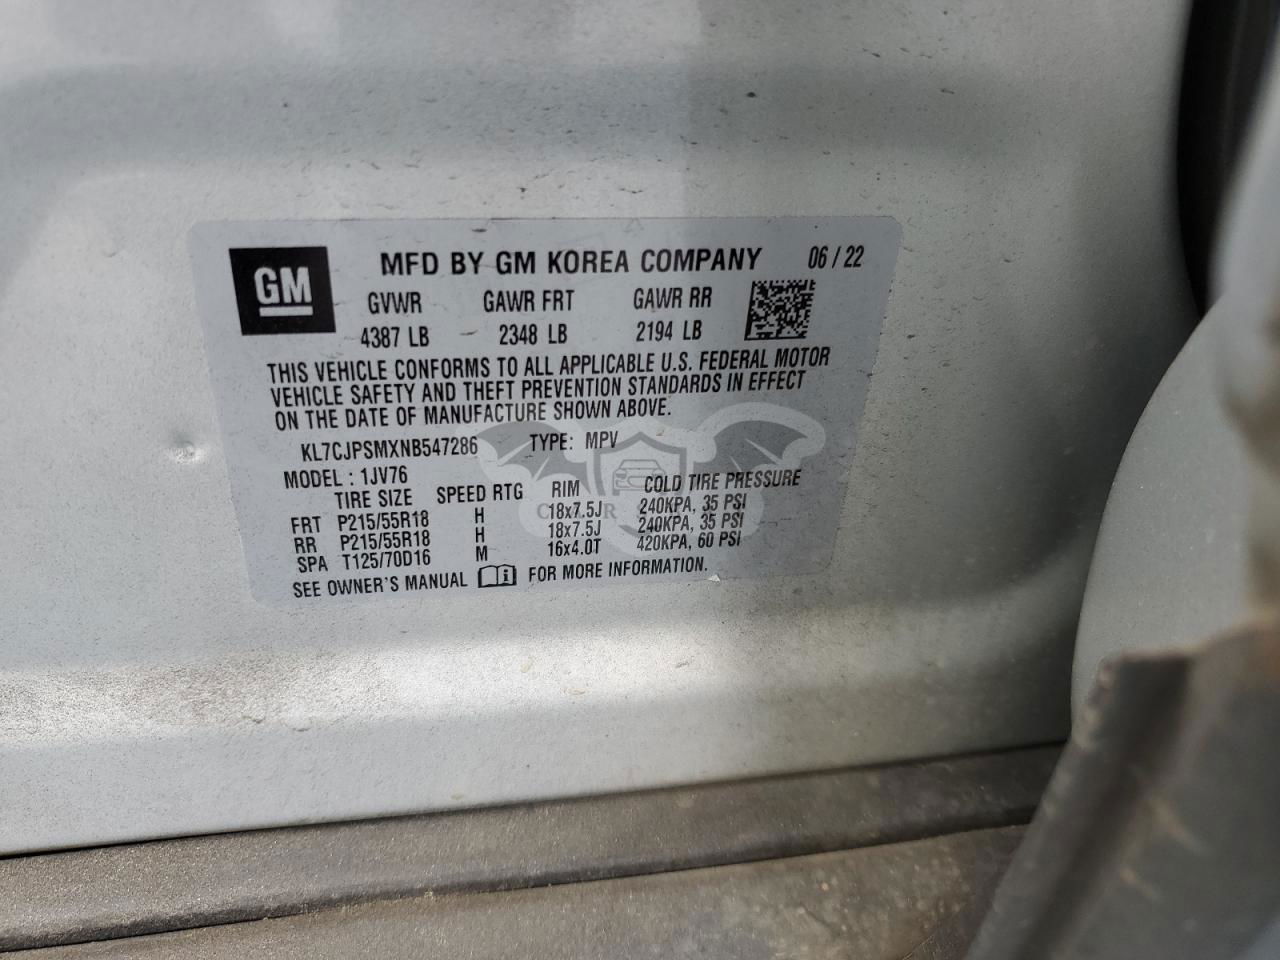 GM
MFD BY GM KOREA COMPANY 06 / 22
GVWR GAWR FRT GAWR RR
4387 LB 2348 LB 2194 LB
THIS VEHICLE CONFORMS TO ALL APPLICABLE U.S. FEDERAL MOTOR
VEHICLE SAFETY AND THEFT PREVENTION STANDARDS IN EFFECT
ON THE DATE OF MANUFACTURE SHOWN ABOVE.
KL7CJPSMXNB547286 TYPE: MPV
MODEL : 1JV76
TIRE SIZE SPEED RTG RIM COLD TIRE PRESSURE
FRT P215/55R18 H 18x7.5J 240KPA, 35 PSI
RR P215/55R18 H 18x7.5J 240KPA, 35 PSI
SPA T125/70D16 M 16x4.0T 420KPA, 60 PSI
SEE OWNER'S MANUAL FOR MORE INFORMATION.